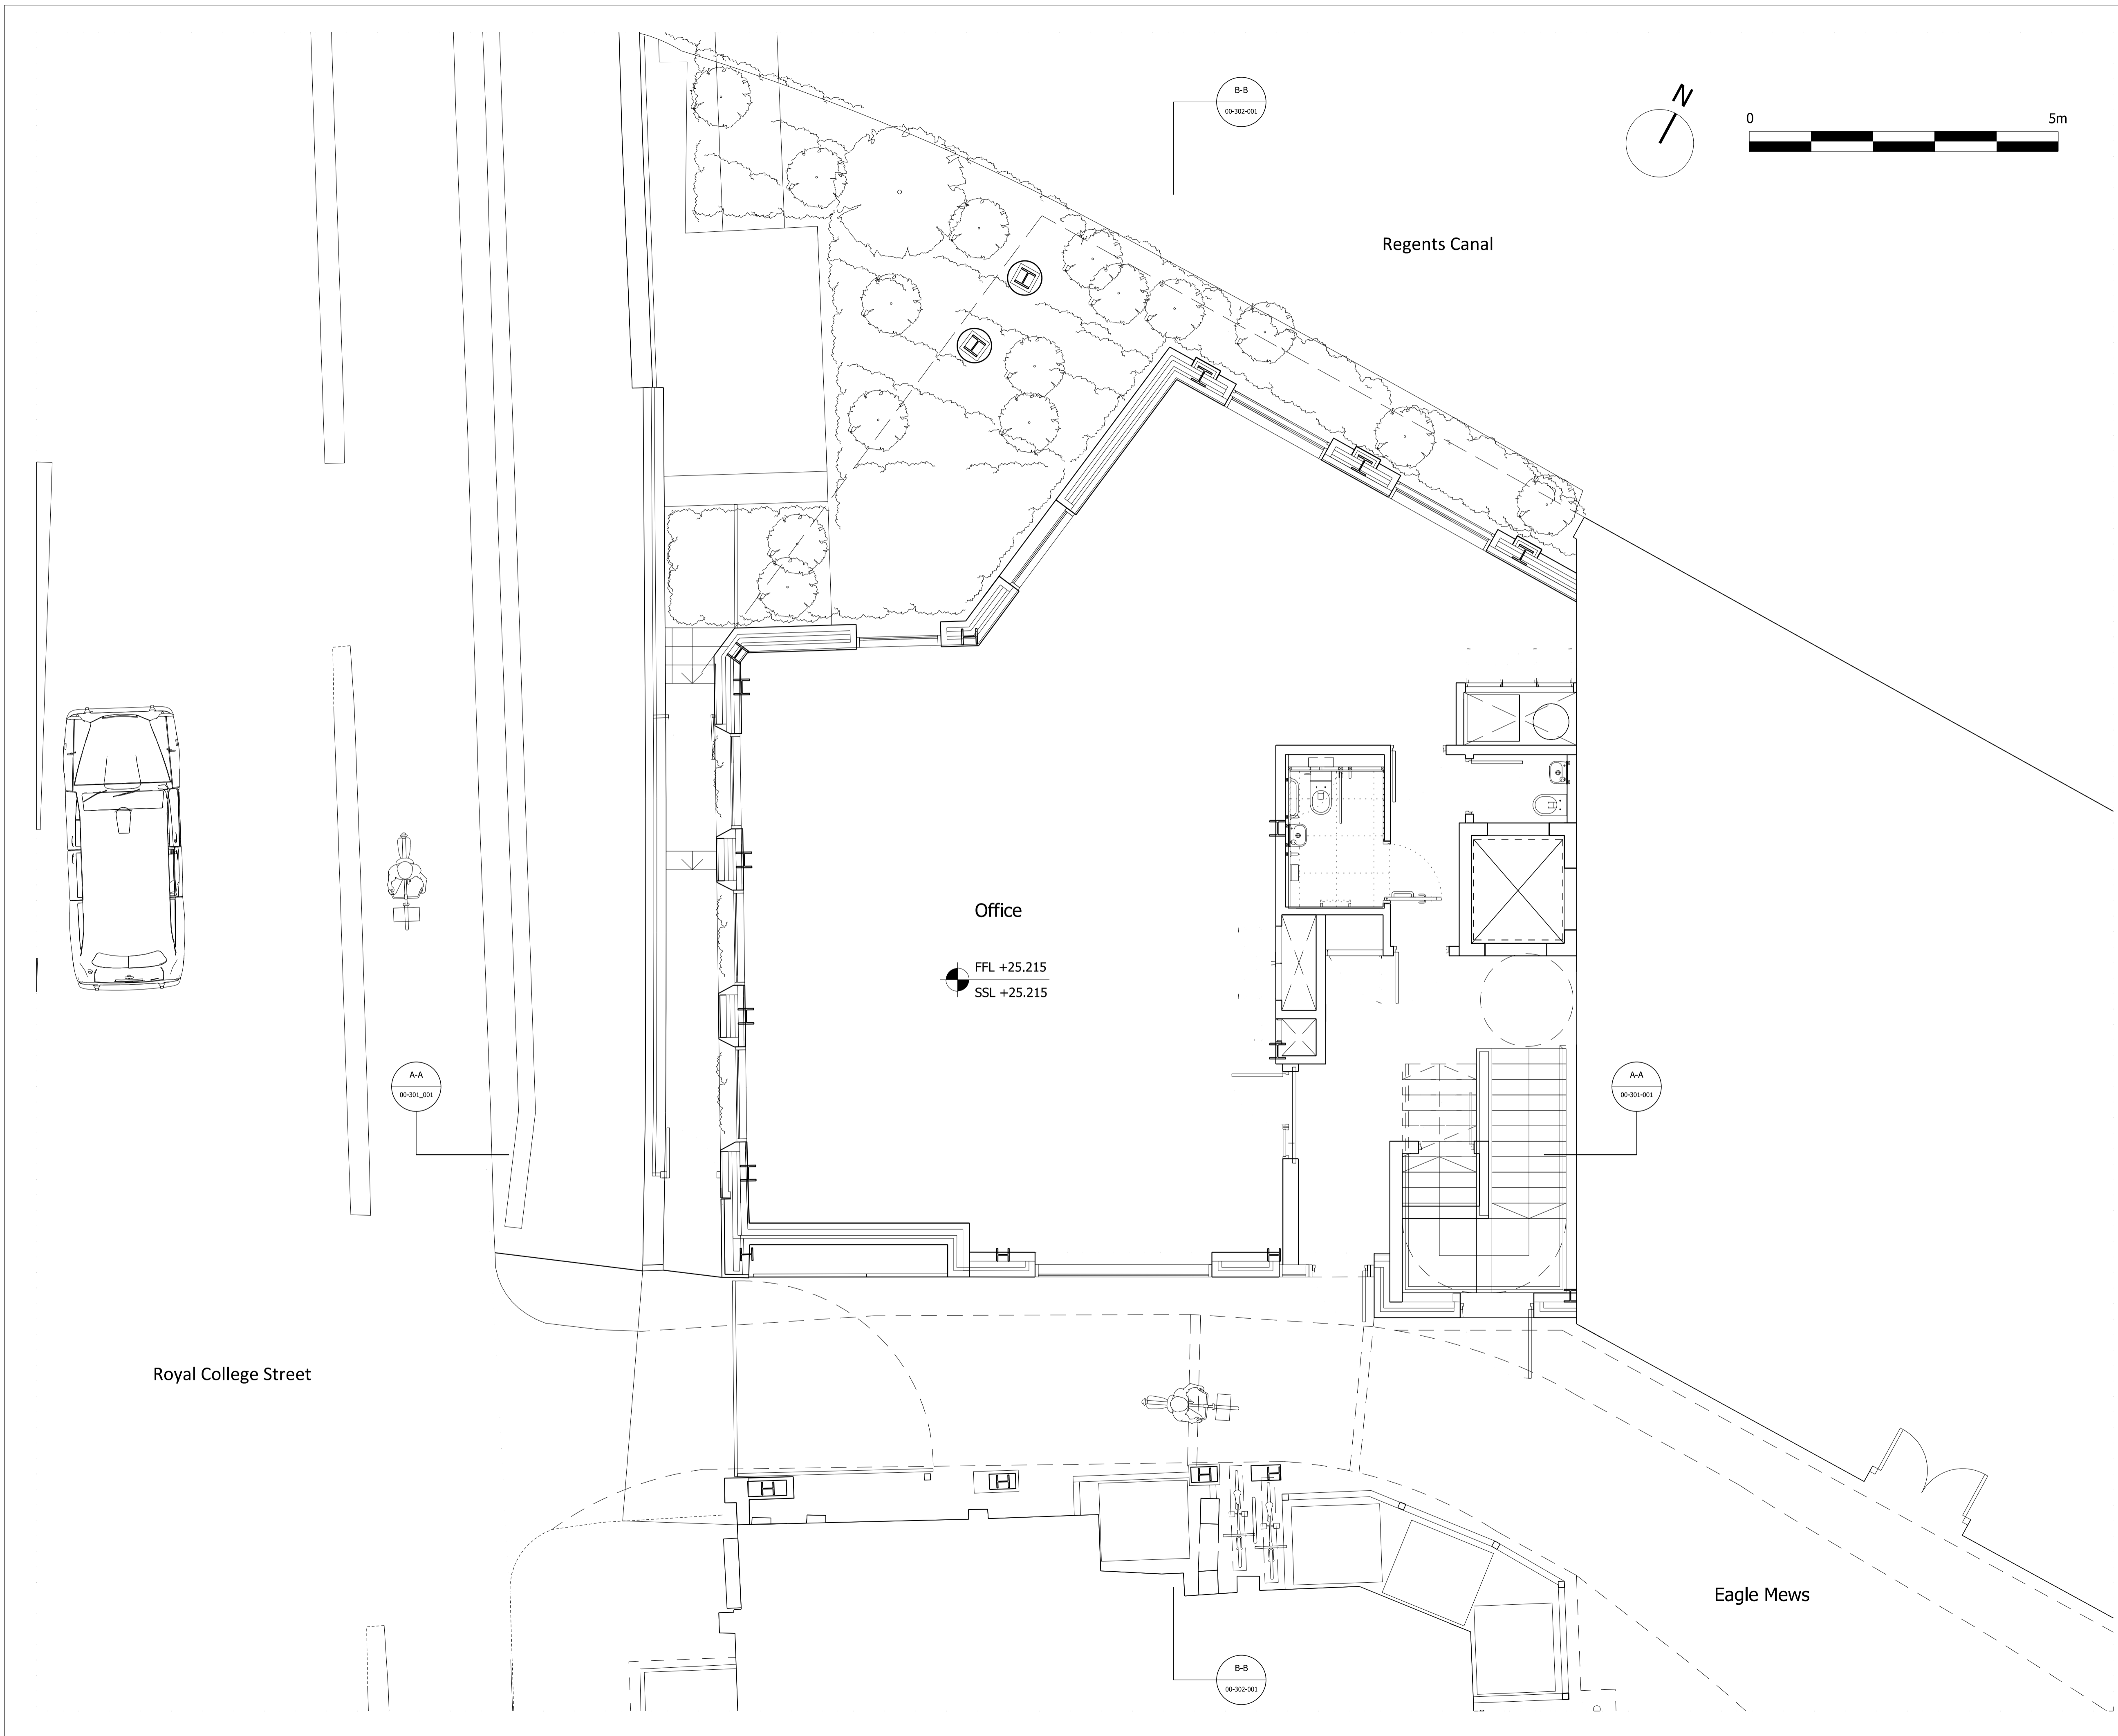 B-B
00-302-001
N
0
5m
Regents Canal
Office
FFL +25.215
SSL +25.215
A-A
00-301_001
A-A
00-301-001
Royal College Street
Eagle Mews
B-B
00-302-001